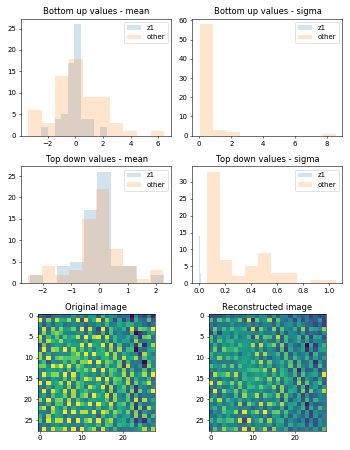 Bottom up values - mean
Bottom up values - sigma
25
20
15
10
5
0
−2 0 2 4 6
z1
other
60
50
40
30
20
10
0
0 2 4 6 8
z1
other
Top down values - mean
Top down values - sigma
25
20
15
10
5
0
−2 −1 0 1 2
z1
other
30
25
20
15
10
5
0
0.0 0.2 0.4 0.6 0.8 1.0
z1
other
Original image
Reconstructed image
0
5
10
15
20
25
0 10 20
0
5
10
15
20
25
0 10 20